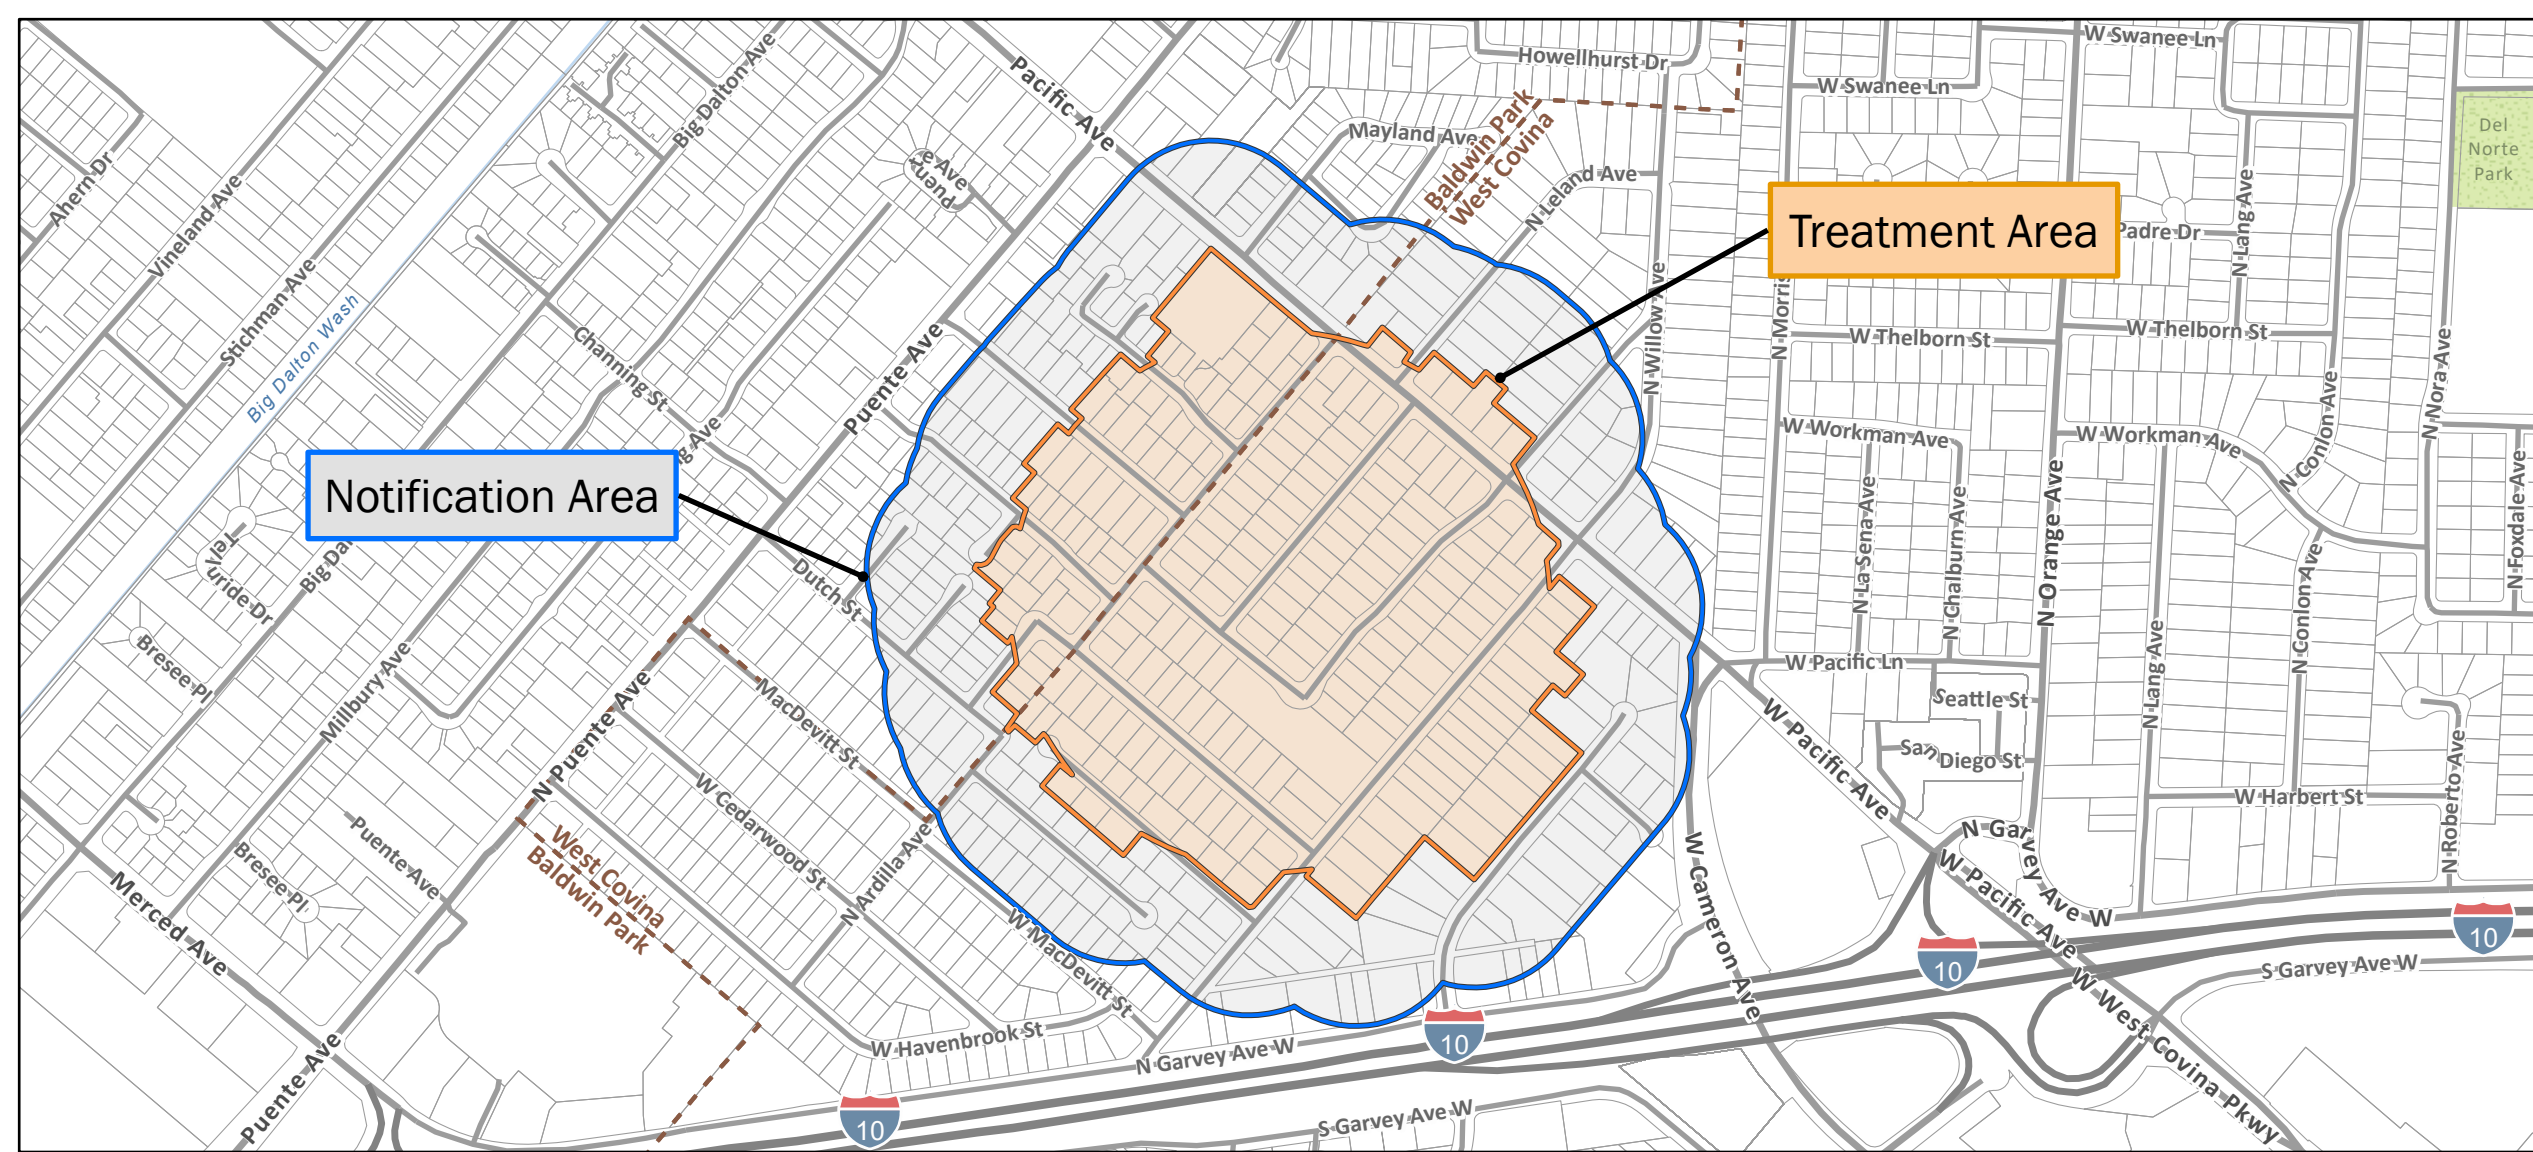 Howellhurst Dr
W Swanee Ln
W Swanee Ln
Big Dalton Ave
Pacific Ave
Mayland Ave
Baldwin Park
West Covina
Del
Norte
Park
Ahern Dr
Vineland Ave
Puente Ave
N Leland Ave
N Lang Ave
Treatment Area
Padre Dr
Stichman Ave
Big Dalton Wash
Channing St
Puente Ave
N Willow Ave
N Morris
W Thelborn St
W Thelborn St
N Nora Ave
N Conlon Ave
W Workman Ave
W Workman Ave
N Conlon Ave
Notification Area
g Ave
Telluride Dr
Big Dal
Dutch St
N La Sena Ave
N Chalburn Ave
N Orange Ave
N Foxdale Ave
Bresee Pl
Millbury Ave
N Puente Ave
MacDevitt St
W Pacific Ln
Seattle St
San Diego St
W Pacific Ave
N Lang Ave
N Conlon Ave
N Roberto Ave
W Harbert St
W Cedarwood St
N Ardilla Ave
Puente Ave
Bresee Pl
West Covina
Baldwin Park
Merced Ave
W MacDevitt St
W Cameron Ave
N Garvey Ave W
W Pacific Ave
10
10
S Garvey Ave W
W West Covina Pkwy
W Havenbrook St
N Garvey Ave W
10
Puente Ave
10
S Garvey Ave W